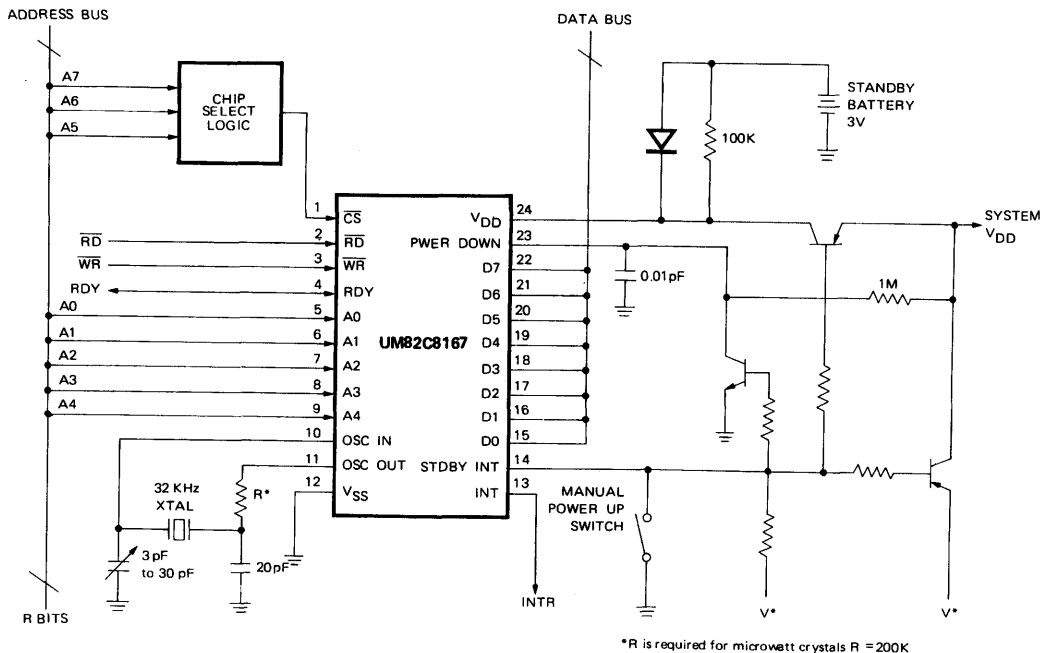 ADDRESS BUS
DATA BUS
A7
A6
A5
CHIP
SELECT
LOGIC
STANDBY
BATTERY
3V
100K
1 CS
2 RD
3 WR
4 RDY
5 A0
6 A1
7 A2
8 A3
9 A4
10 OSC IN
11 OSC OUT
12 VSS
RD
WR
RDY
A0
A1
A2
A3
A4
UM82C8167
VDD 24
PWER DOWN 23
D7 22
D6 21
D5 20
D4 19
D3 18
D2 17
D1 16
D0 15
STDBY INT 14
INT 13
SYSTEM
VDD
0.01pF
1M
32 KHz
XTAL
R*
3pF
to 30 pF
20pF
MANUAL
POWER UP
SWITCH
R BITS
INTR
V*
V*
*R is required for microwatt crystals R = 200K